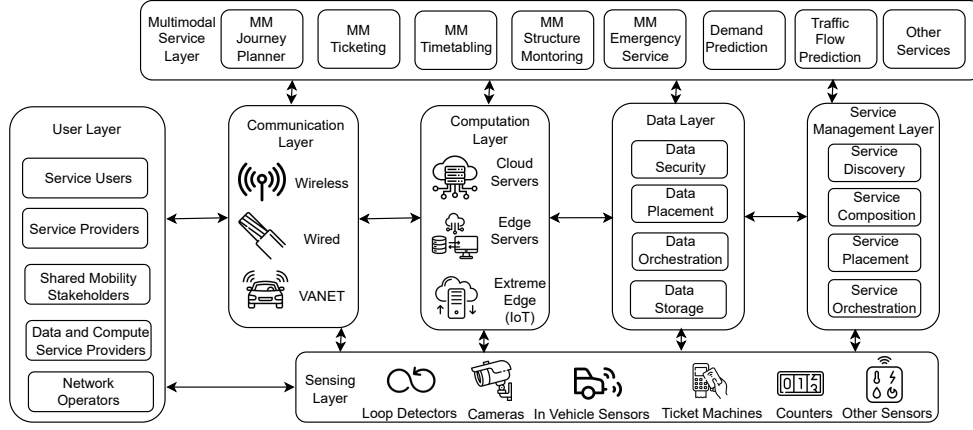 Multimodal
Service
Layer
MM
Journey
Planner
MM
Ticketing
MM
Timetabling
MM
Structure
Montoring
MM
Emergency
Service
Demand
Prediction
Traffic
Flow
Prediction
Other
Services
User Layer
Service Users
Service Providers
Shared Mobility
Stakeholders
Data and Compute
Service Providers
Network
Operators
Communication
Layer
Wireless
Wired
VANET
Computation
Layer
Cloud
Servers
Edge
Servers
Extreme
Edge
(IoT)
Data Layer
Data
Security
Data
Placement
Data
Orchestration
Data
Storage
Service
Management Layer
Service
Discovery
Service
Composition
Service
Placement
Service
Orchestration
Sensing
Layer
Loop Detectors
Cameras
In Vehicle Sensors
Ticket Machines
Counters
Other Sensors